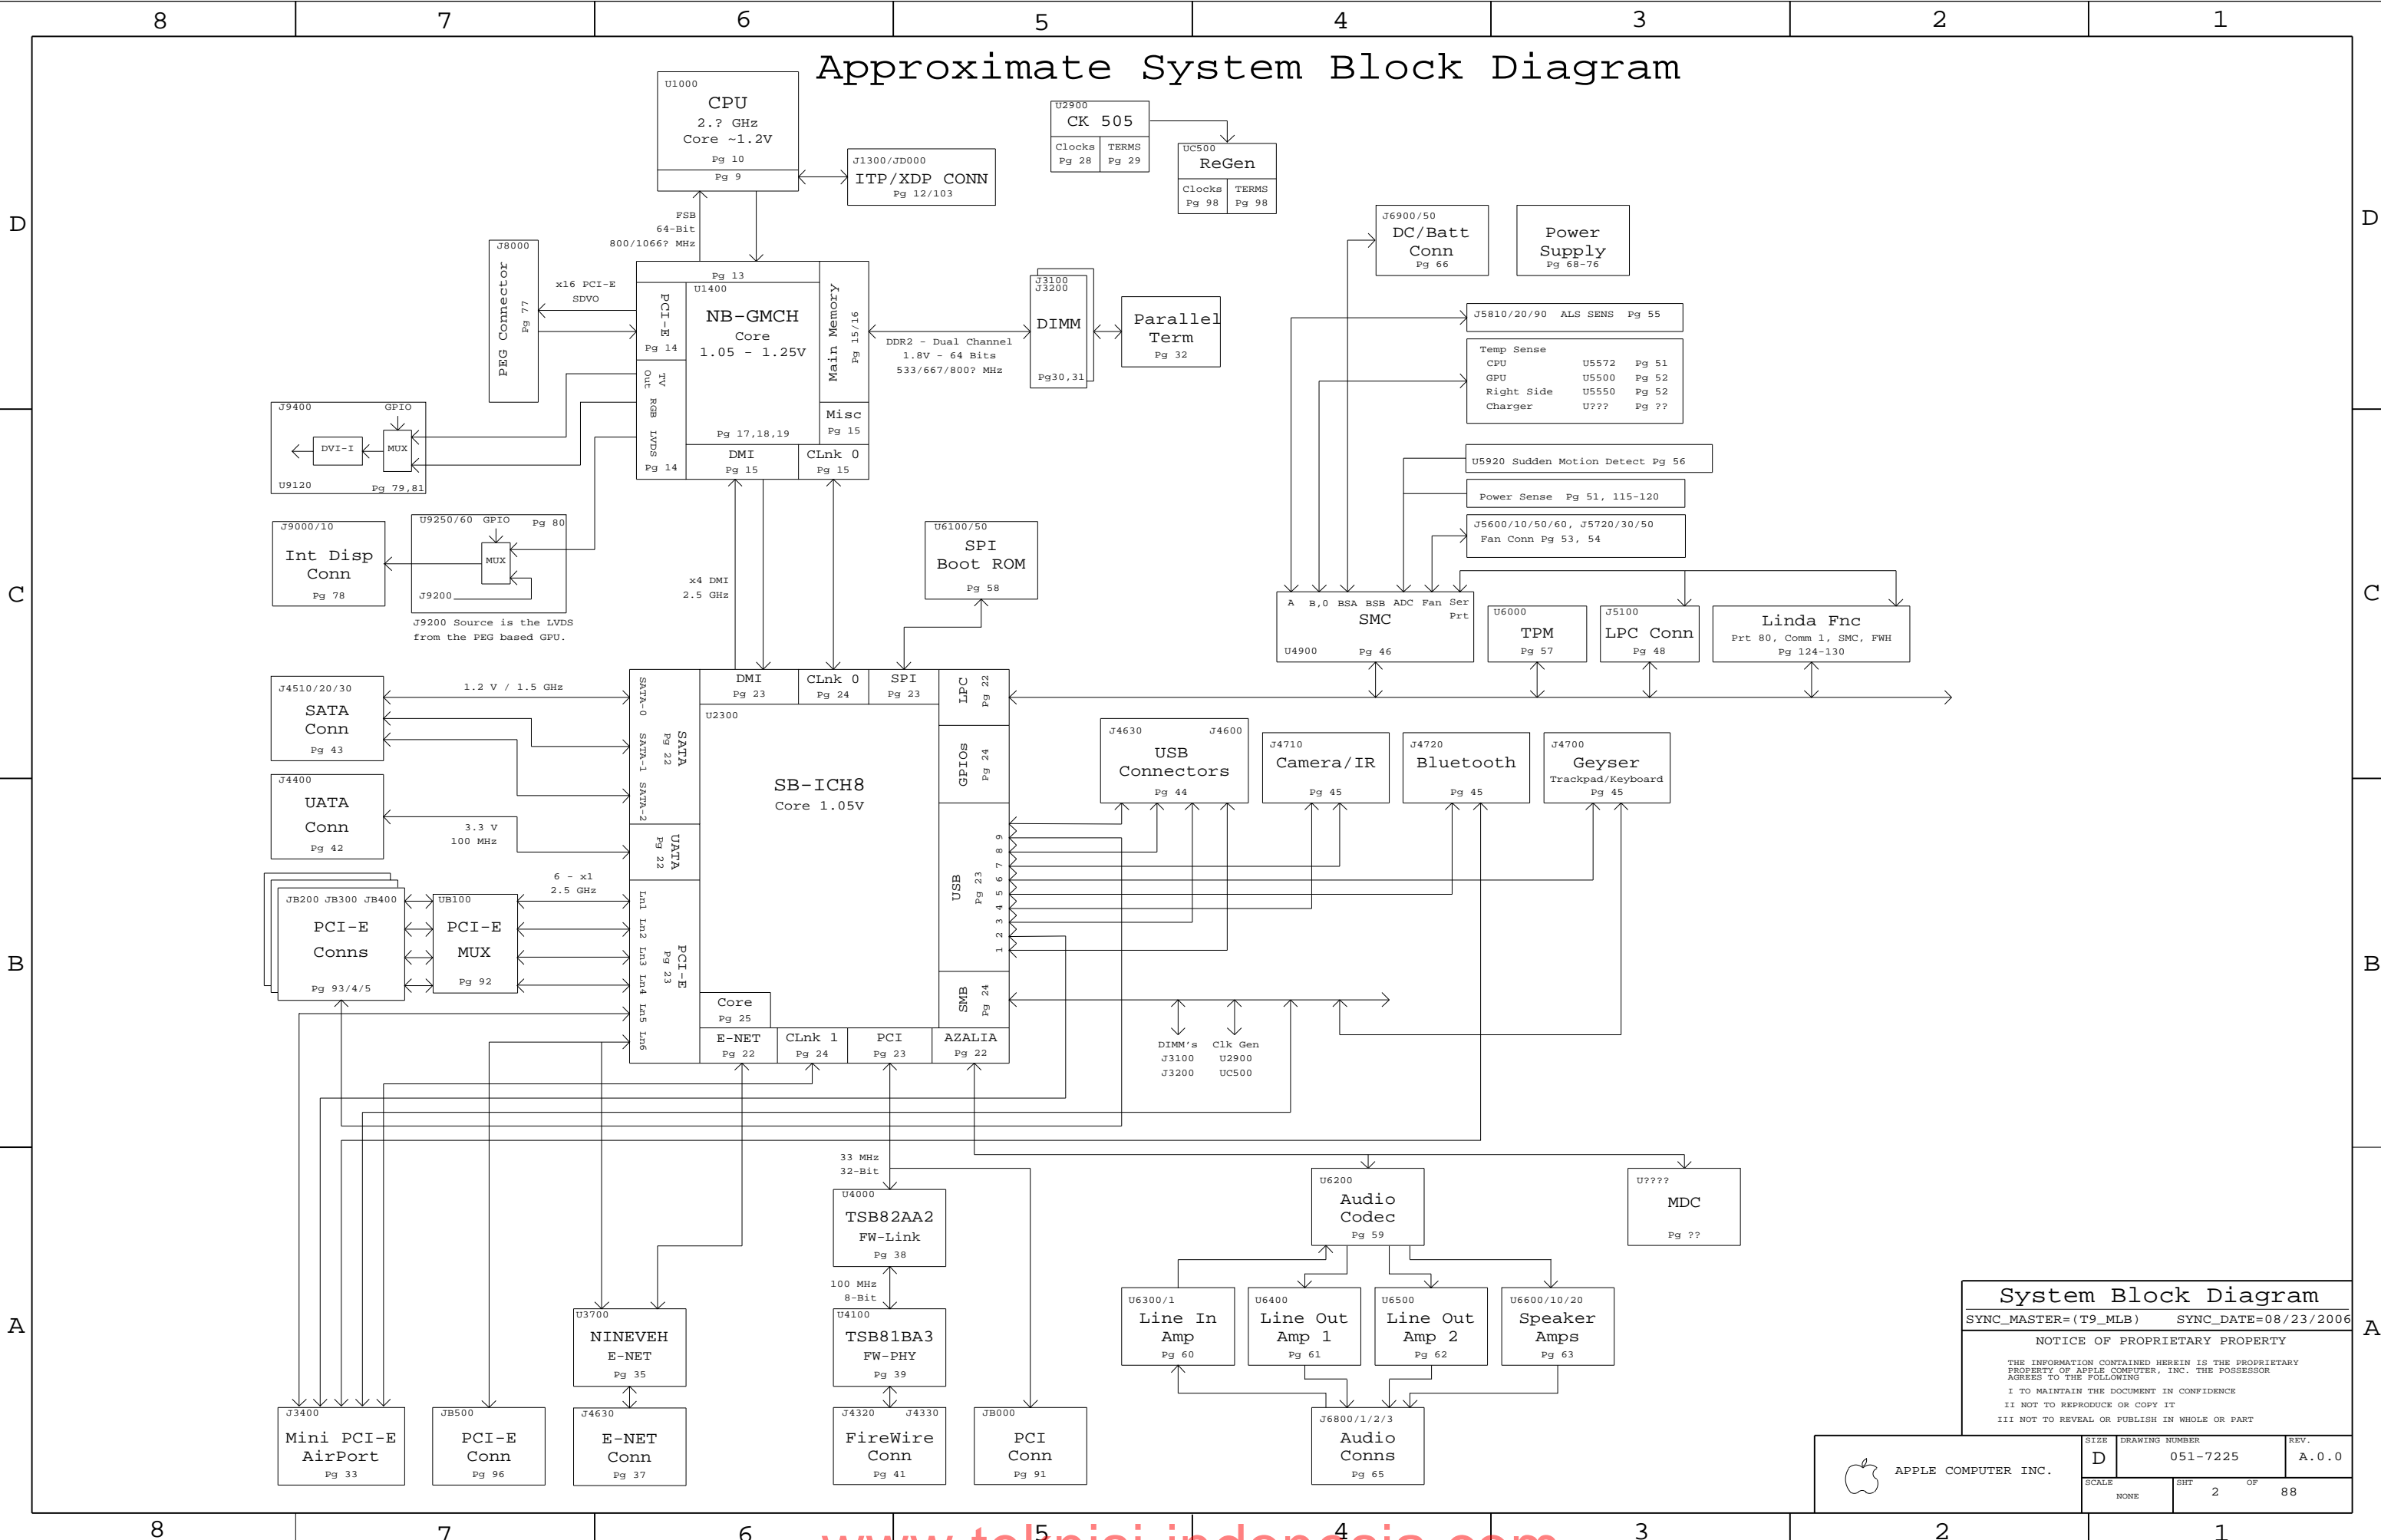 8 7 6 5 4 3 2 1
Approximate System Block Diagram
D
D
C
C
B
B
A
A
U1000
CPU
2.? GHz
Core ~1.2V
Pg 10
Pg 9
J1300/JD000
ITP/XDP CONN
Pg 12/103
U2900
CK 505
Clocks
Pg 28
TERMS
Pg 29
UC500
ReGen
Clocks
Pg 98
TERMS
Pg 98
FSB
64-Bit
800/1066? MHz
J8000
PEG Connector
Pg 77
x16 PCI-E
SDVO
Pg 13
U1400
NB-GMCH
Core
1.05 - 1.25V
Pg 17,18,19
PCI-E
Pg 14
TV Out
RGB
LVDS
Pg 14
Main Memory
Pg 15/16
Misc
Pg 15
DMI
Pg 15
CLnk 0
Pg 15
DDR2 - Dual Channel
1.8V - 64 Bits
533/667/800? MHz
J3100
J3200
DIMM
Pg30,31
Parallel
Term
Pg 32
J6900/50
DC/Batt
Conn
Pg 66
Power
Supply
Pg 68-76
J5810/20/90 ALS SENS Pg 55
Temp Sense
CPU U5572 Pg 51
GPU U5500 Pg 52
Right Side U5550 Pg 52
Charger U??? Pg ??
U5920 Sudden Motion Detect Pg 56
Power Sense Pg 51, 115-120
J5600/10/50/60, J5720/30/50
Fan Conn Pg 53, 54
J9400
GPIO
DVI-I
MUX
U9120
Pg 79,81
J9000/10
Int Disp
Conn
Pg 78
U9250/60 GPIO
Pg 80
MUX
J9200
J9200 Source is the LVDS
from the PEG based GPU.
x4 DMI
2.5 GHz
U6100/50
SPI
Boot ROM
Pg 58
A B,0 BSA BSB ADC Fan Ser
Prt
SMC
U4900
Pg 46
U6000
TPM
Pg 57
J5100
LPC Conn
Pg 48
Linda Fnc
Prt 80, Comm 1, SMC, FWH
Pg 124-130
J4510/20/30
SATA
Conn
Pg 43
1.2 V / 1.5 GHz
J4400
UATA
Conn
Pg 42
3.3 V
100 MHz
JB200 JB300 JB400
PCI-E
Conns
Pg 93/4/5
UB100
PCI-E
MUX
Pg 92
6 - x1
2.5 GHz
SATA-0
SATA-1
SATA-2
SATA
Pg 22
UATA
Pg 22
Ln1
Ln2
Ln3
Ln4
Ln5
Ln6
PCI-E
Pg 23
DMI
Pg 23
CLnk 0
Pg 24
SPI
Pg 23
LPC
Pg 22
U2300
SB-ICH8
Core 1.05V
GPIOs
Pg 24
USB
Pg 23
9
8
7
6
5
4
3
2
1
SMB
Pg 24
Core
Pg 25
E-NET
Pg 22
CLnk 1
Pg 24
PCI
Pg 23
AZALIA
Pg 22
J4630 J4600
USB
Connectors
Pg 44
J4710
Camera/IR
Pg 45
J4720
Bluetooth
Pg 45
J4700
Geyser
Trackpad/Keyboard
Pg 45
DIMM's
J3100
J3200
Clk Gen
U2900
UC500
33 MHz
32-Bit
U4000
TSB82AA2
FW-Link
Pg 38
100 MHz
8-Bit
U4100
TSB81BA3
FW-PHY
Pg 39
U3700
NINEVEH
E-NET
Pg 35
J3400
Mini PCI-E
AirPort
Pg 33
JB500
PCI-E
Conn
Pg 96
J4630
E-NET
Conn
Pg 37
J4320 J4330
FireWire
Conn
Pg 41
JB000
PCI
Conn
Pg 91
U6200
Audio
Codec
Pg 59
U????
MDC
Pg ??
U6300/1
Line In
Amp
Pg 60
U6400
Line Out
Amp 1
Pg 61
U6500
Line Out
Amp 2
Pg 62
U6600/10/20
Speaker
Amps
Pg 63
J6800/1/2/3
Audio
Conns
Pg 65
System Block Diagram
SYNC_MASTER=(T9_MLB) SYNC_DATE=08/23/2006
NOTICE OF PROPRIETARY PROPERTY
THE INFORMATION CONTAINED HEREIN IS THE PROPRIETARY
PROPERTY OF APPLE COMPUTER, INC. THE POSSESSOR
AGREES TO THE FOLLOWING
I TO MAINTAIN THE DOCUMENT IN CONFIDENCE
II NOT TO REPRODUCE OR COPY IT
III NOT TO REVEAL OR PUBLISH IN WHOLE OR PART
APPLE COMPUTER INC.
SIZE
D
DRAWING NUMBER
051-7225
REV.
A.0.0
SCALE
NONE
SHT
2
OF
88
8 7 6 5 4 3 2 1
www.teknisi-indonesia.com